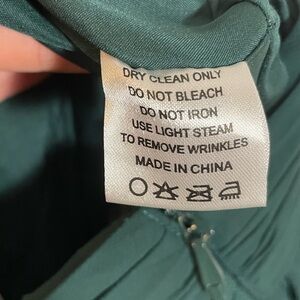 DRY CLEAN ONLY
DO NOT BLEACH
DO NOT IRON
USE LIGHT STEAM
TO REMOVE WRINKLES
MADE IN CHINA